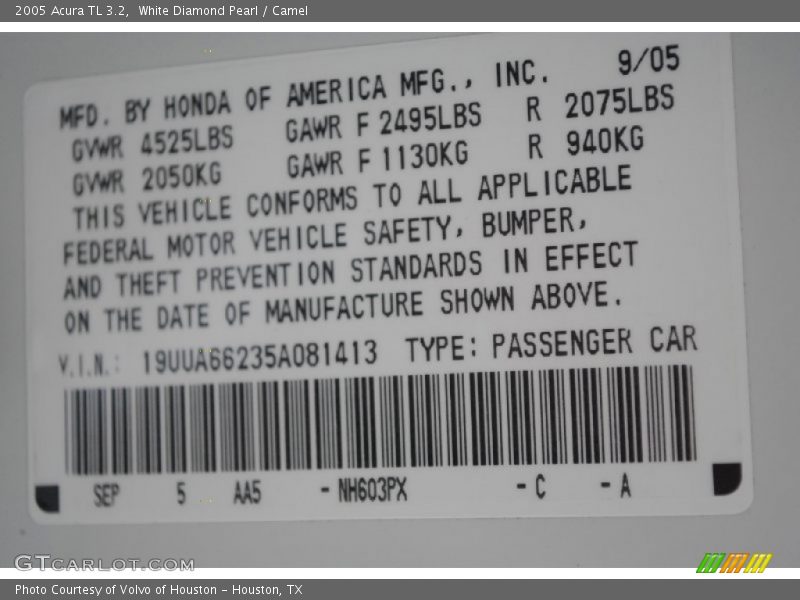 2005 Acura TL 3.2,  White Diamond Pearl / Camel
MFD. BY HONDA OF AMERICA MFG., INC. 9/05
GVWR 4525LBS GAWR F 2495LBS R 2075LBS
GVWR 2050KG GAWR F 1130KG R 940KG
THIS VEHICLE CONFORMS TO ALL APPLICABLE
FEDERAL MOTOR VEHICLE SAFETY, BUMPER,
AND THEFT PREVENTION STANDARDS IN EFFECT
ON THE DATE OF MANUFACTURE SHOWN ABOVE.
V.I.N.: 19UUA66235A081413 TYPE: PASSENGER CAR
SEP 5 AA5 - NH603PX - C - A
GTCARLOT.COM
Photo Courtesy of Volvo of Houston - Houston, TX